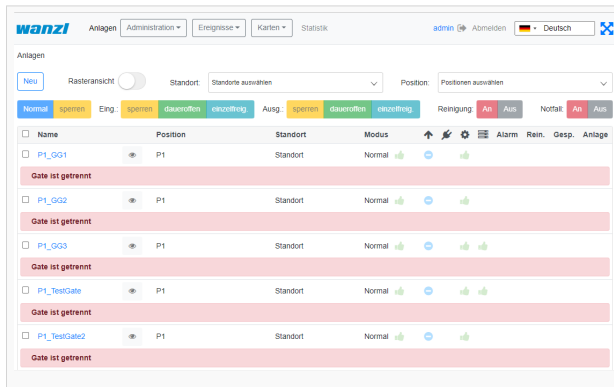 wanzl Anlagen Administration Ereignisse Karten Statistik admin Abmelden Deutsch
Anlagen
Neu Rasteransicht Standort: Standorte auswählen Position: Positionen auswählen
Normal sperren Eing.: sperren daueroffen einzelfreig. Ausg.: sperren daueroffen einzelfreig. Reinigung: An Aus Notfall: An Aus
Name Position Standort Modus Alarm Rein. Gesp. Anlage
P1_GG1 P1 Standort Normal
Gate ist getrennt
P1_GG2 P1 Standort Normal
Gate ist getrennt
P1_GG3 P1 Standort Normal
Gate ist getrennt
P1_TestGate P1 Standort Normal
Gate ist getrennt
P1_TestGate2 P1 Standort Normal
Gate ist getrennt